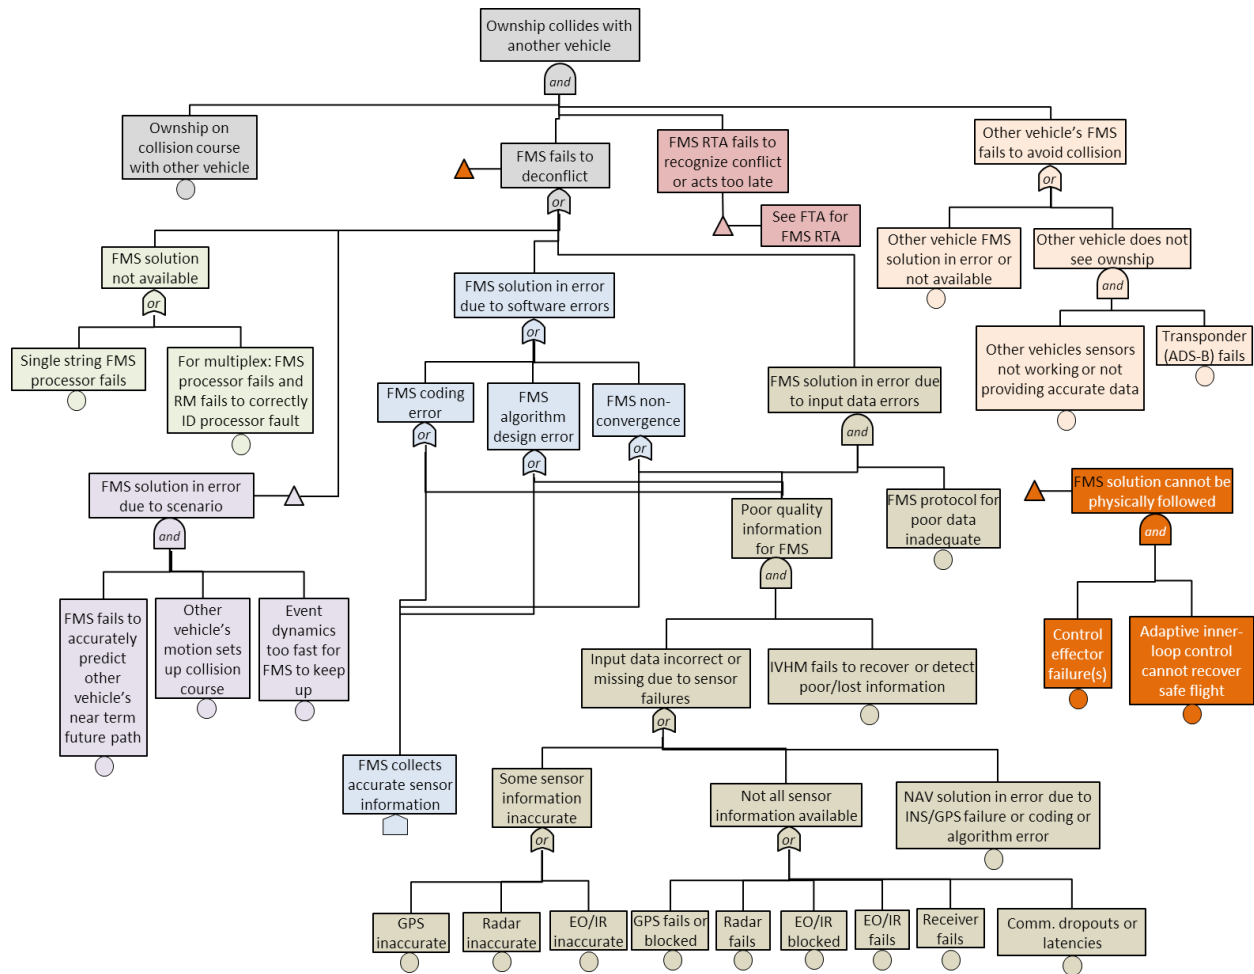 Ownship collides with
another vehicle
and
Ownship on
collision course
with other vehicle
FMS fails to
deconflict
or
FMS RTA fails to
recognize conflict
or acts too late
See FTA for
FMS RTA
Other vehicle's FMS
fails to avoid collision
or
Other vehicle FMS
solution in error or
not available
Other vehicle does not
see ownship
and
Other vehicles sensors
not working or not
providing accurate data
Transponder
(ADS-B) fails
FMS solution
not available
or
Single string FMS
processor fails
For multiplex: FMS
processor fails and
RM fails to correctly
ID processor fault
FMS solution in error
due to software errors
or
FMS coding
error
or
FMS
algorithm
design error
or
FMS non-
convergence
or
FMS solution in error due
to input data errors
and
FMS solution in error
due to scenario
and
FMS fails to
accurately
predict other
vehicle's
near term
future path
Other
vehicle's
motion sets
up collision
course
Event
dynamics
too fast for
FMS to keep
up
Poor quality
information
for FMS
and
FMS protocol for
poor data
inadequate
FMS solution cannot be
physically followed
and
Control
effector
failure(s)
Adaptive inner-
loop control
cannot recover
safe flight
Input data incorrect or
missing due to sensor
failures
or
IVHM fails to recover or detect
poor/lost information
FMS collects
accurate sensor
information
Some sensor
information
inaccurate
or
Not all sensor
information available
or
NAV solution in error due to
INS/GPS failure or coding or
algorithm error
GPS
inaccurate
Radar
inaccurate
EO/IR
inaccurate
GPS fails or
blocked
Radar
fails
EO/IR
blocked
EO/IR
fails
Receiver
fails
Comm. dropouts or
latencies